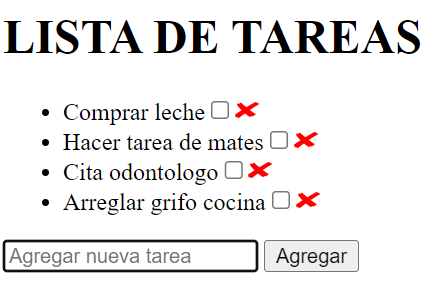 LISTA DE TAREAS
Comprar leche
Hacer tarea de mates
Cita odontologo
Arreglar grifo cocina
Agregar nueva tarea Agregar